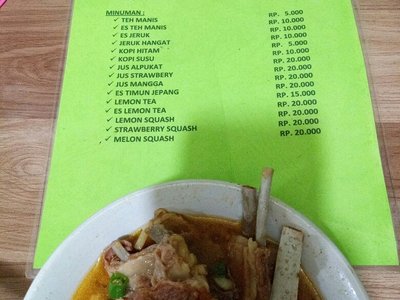 MINUMAN :
✓ TEH MANIS RP. 5.000
✓ ES TEH MANIS RP. 10.000
✓ ES JERUK RP. 10.000
✓ JERUK HANGAT RP. 10.000
✓ KOPI HITAM RP. 5.000
✓ KOPI SUSU RP. 10.000
✓ JUS ALPUKAT RP. 20.000
✓ JUS STRAWBERY RP. 20.000
✓ JUS MANGGA RP. 20.000
✓ ES TIMUN JEPANG RP. 20.000
✓ LEMON TEA RP. 15.000
✓ ES LEMON TEA RP. 20.000
✓ LEMON SQUASH RP. 20.000
✓ STRAWBERRY SQUASH RP. 20.000
✓ MELON SQUASH RP. 20.000